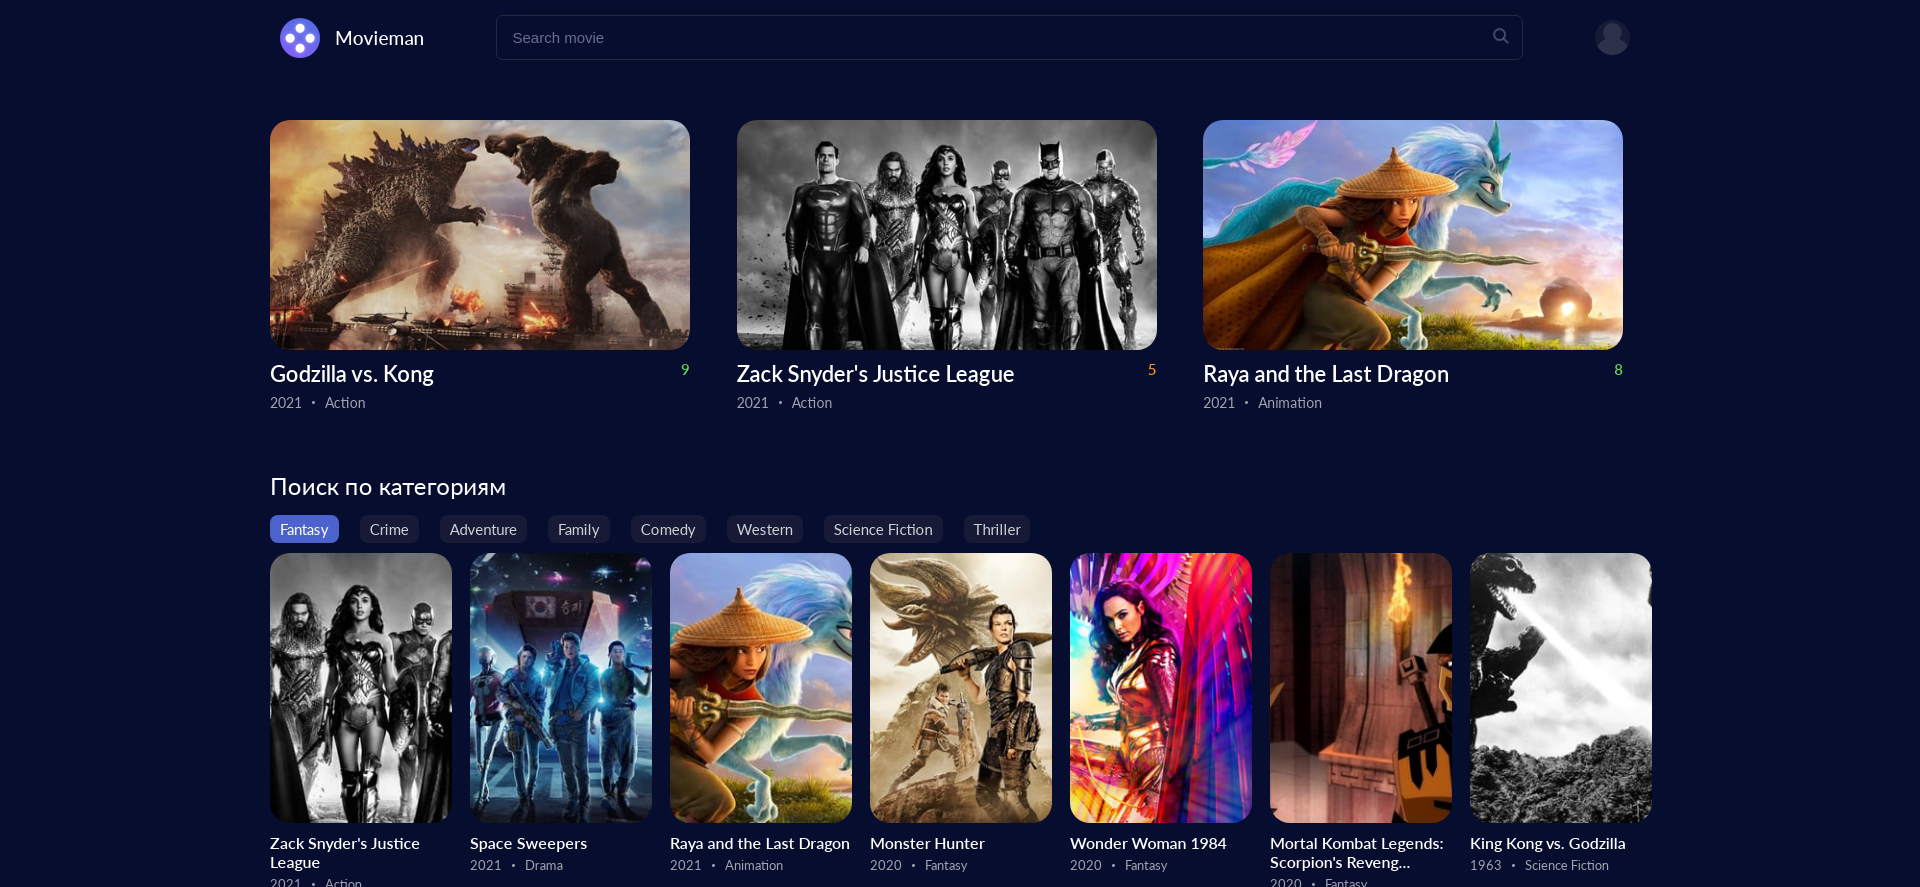 Movieman
Search movie
Godzilla vs. Kong
9
2021 • Action
Zack Snyder's Justice League
5
2021 • Action
Raya and the Last Dragon
8
2021 • Animation
Поиск по категориям
Fantasy
Crime
Adventure
Family
Comedy
Western
Science Fiction
Thriller
승리
Zack Snyder's Justice
League
2021 • Action
Space Sweepers
2021 • Drama
Raya and the Last Dragon
2021 • Animation
Monster Hunter
2020 • Fantasy
Wonder Woman 1984
2020 • Fantasy
Mortal Kombat Legends:
Scorpion's Reveng...
2020 • Fantasy
King Kong vs. Godzilla
1963 • Science Fiction